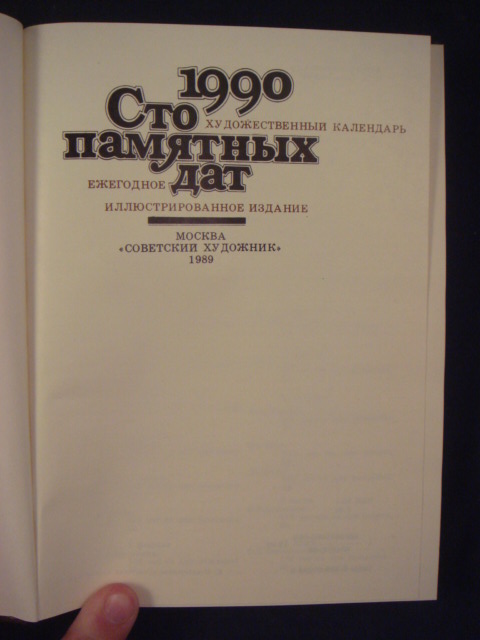 1990
Сто
ХУДОЖЕСТВЕННЫЙ КАЛЕНДАРЬ
памятных
ЕЖЕГОДНОЕ дат
ИЛЛЮСТРИРОВАННОЕ ИЗДАНИЕ
МОСКВА
«СОВЕТСКИЙ ХУДОЖНИК»
1989